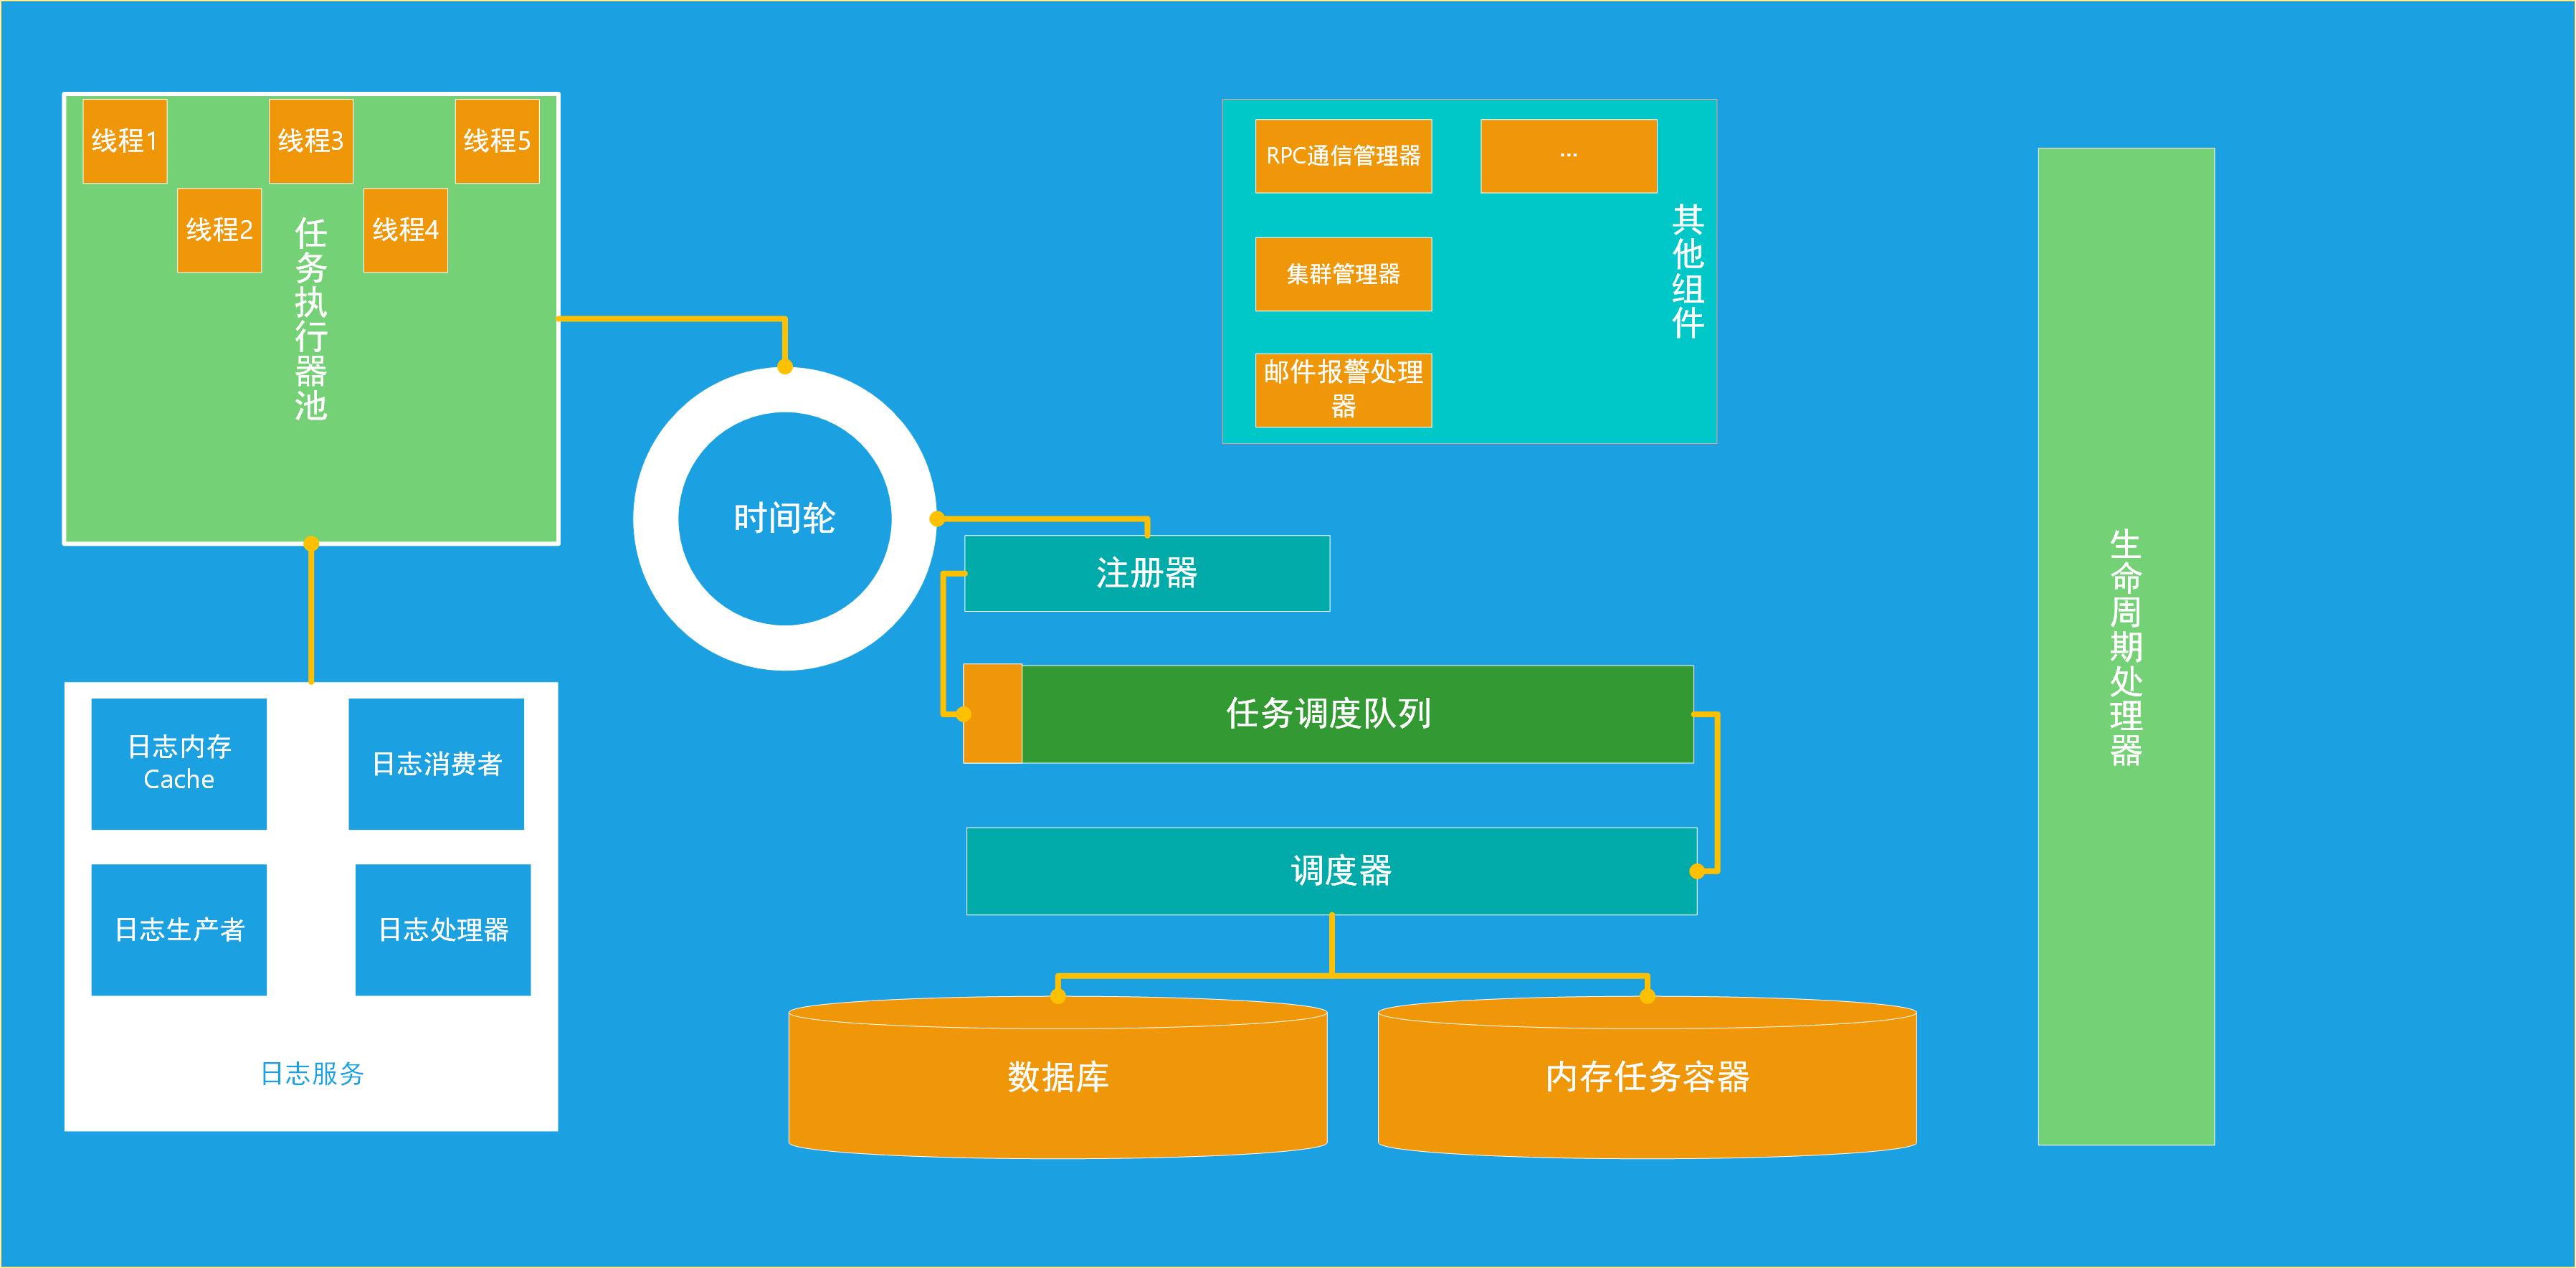 线程1
线程3
线程5
线程2
线程4
任务执行器池
RPC通信管理器
...
集群管理器
邮件报警处理
器
其他组件
时间轮
注册器
任务调度队列
调度器
数据库
内存任务容器
日志内存
Cache
日志消费者
日志生产者
日志处理器
日志服务
生命周期处理器